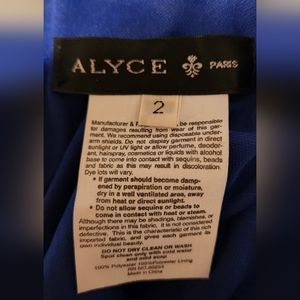 ALYCE PARIS
2
Manufacturer & be responsible
for damages resulting from wear of this gar-
ment. We recommend using disposable under-
arm shields. Do not display garment in direct
sunlight or UV light or allow perfume, deodor-
ant, hairspray, cosmetics or liquids with alcohol
base to come into contact with sequins, beads
and fabric as this may result in discoloration.
Dye lots will vary.
• If garment should become damp-
ened by perspiration or moisture,
dry in a well ventilated area, away
from heat or direct sunlight.
• Do not allow sequins or beads to
come in contact with heat or steam.
Although there may be shadings, blemishes, or
imperfections in this fabric, it is not considered
defective. This is the characteristic of this rich
imported fabric, and gives each garment its
own individual beauty.
DO NOT DRY CLEAN OR WASH
Spot clean only with cold water
and mild soap
100% Polyester 100% Polyester Lining
Made in China